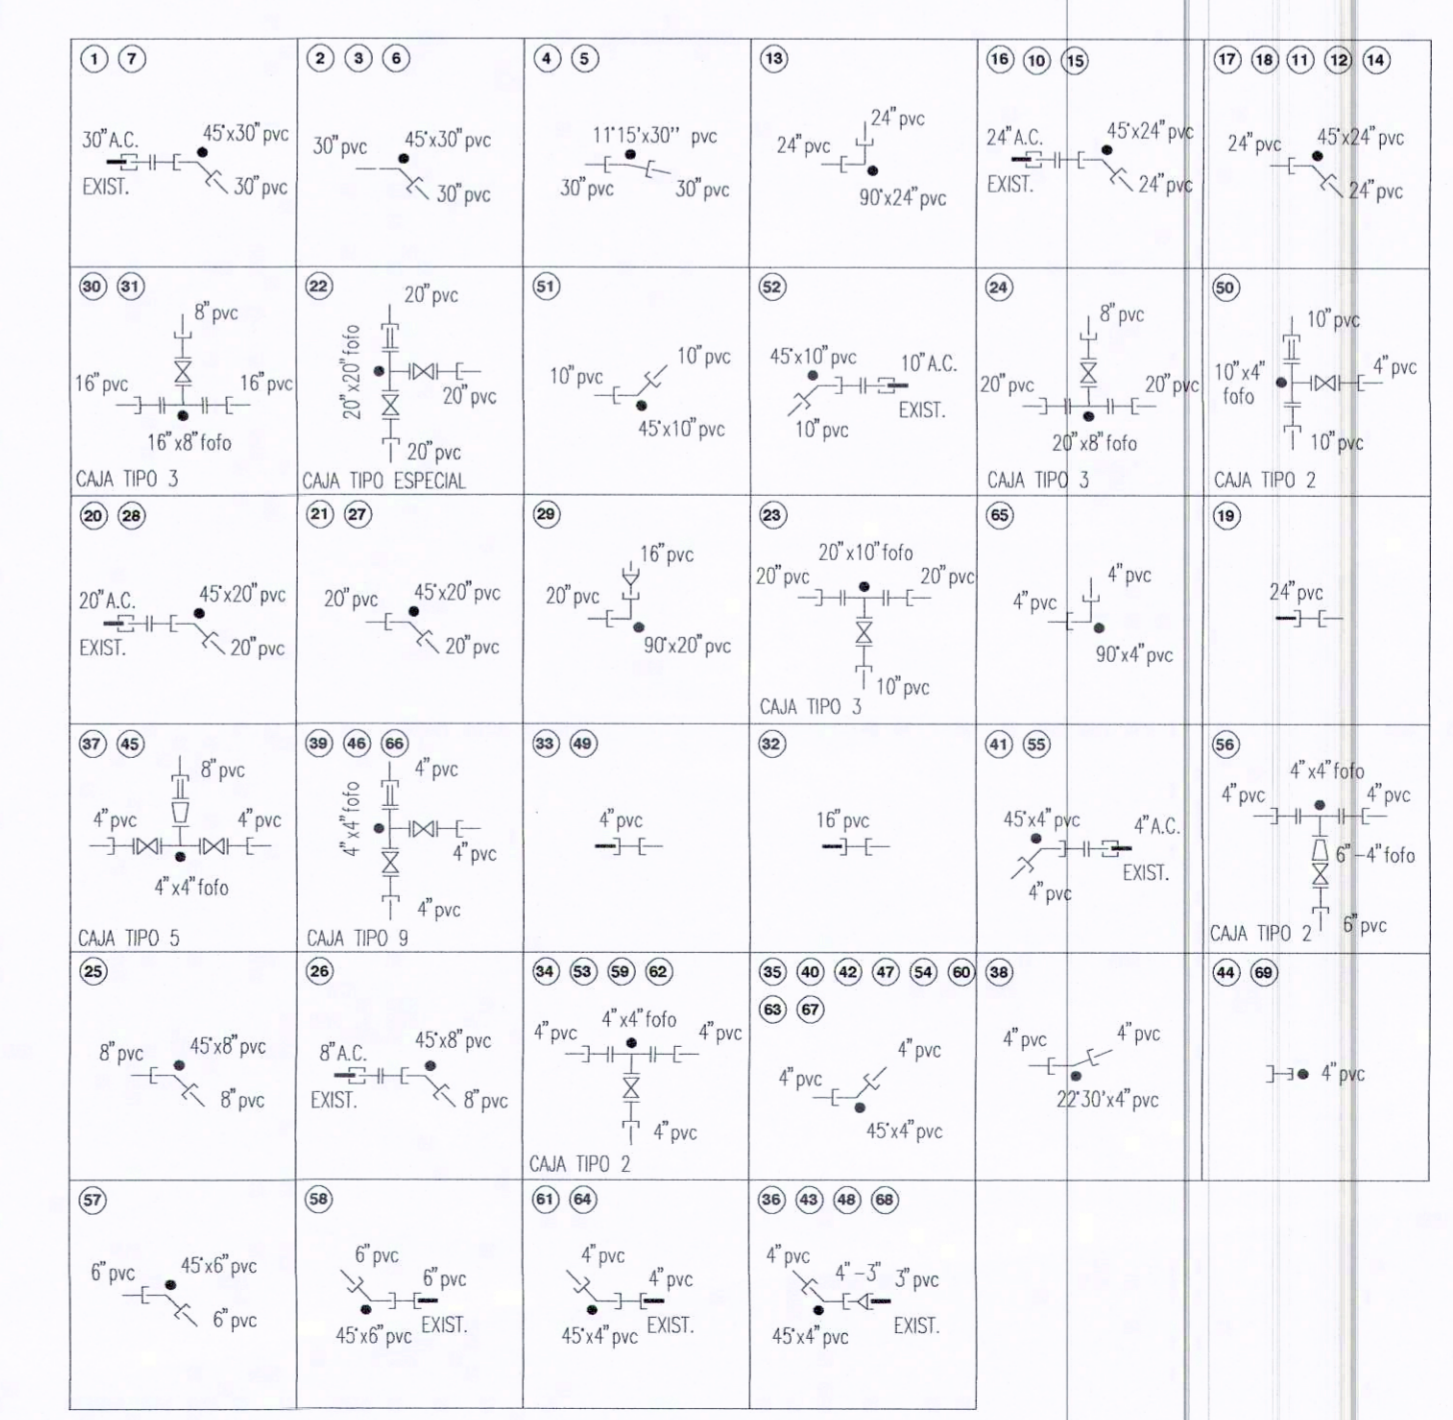 1 7
30" A.C.
45°x30" pvc
EXIST.
30" pvc
2 3 6
30" pvc
45°x30" pvc
30" pvc
4 5
11°15'x30'' pvc
30" pvc
30" pvc
13
24" pvc
24" pvc
90°x24" pvc
16 10 15
24" A.C.
45°x24" pvc
EXIST.
24" pvc
17 18 11 12 14
24" pvc
45°x24" pvc
24" pvc
30 31
8" pvc
16" pvc
16" pvc
16"x8" fofo
CAJA TIPO 3
22
20" pvc
20"x20" fofo
20" pvc
20" pvc
CAJA TIPO ESPECIAL
51
10" pvc
10" pvc
45°x10" pvc
52
45°x10" pvc
10" A.C.
EXIST.
10" pvc
24
8" pvc
20" pvc
20" pvc
20"x8" fofo
CAJA TIPO 3
50
10" pvc
10"x4"
fofo
4" pvc
10" pvc
CAJA TIPO 2
20 28
20" A.C.
45°x20" pvc
EXIST.
20" pvc
21 27
20" pvc
45°x20" pvc
20" pvc
29
16" pvc
20" pvc
90°x20" pvc
23
20"x10" fofo
20" pvc
20" pvc
10" pvc
CAJA TIPO 3
65
4" pvc
4" pvc
90°x4" pvc
19
24" pvc
37 45
8" pvc
4" pvc
4" pvc
4"x4" fofo
CAJA TIPO 5
39 46 66
4" pvc
4"x4" fofo
4" pvc
4" pvc
CAJA TIPO 9
33 49
4" pvc
32
16" pvc
41 55
45°x4" pvc
4" A.C.
EXIST.
4" pvc
56
4"x4" fofo
4" pvc
4" pvc
6"-4" fofo
6" pvc
CAJA TIPO 2
25
8" pvc
45°x8" pvc
8" pvc
26
8" A.C.
45°x8" pvc
EXIST.
8" pvc
34 53 59 62
4"x4" fofo
4" pvc
4" pvc
4" pvc
CAJA TIPO 2
35 40 42 47 54 60
63 67
4" pvc
4" pvc
45°x4" pvc
38
4" pvc
4" pvc
22°30'x4" pvc
44 69
4" pvc
57
6" pvc
45°x6" pvc
6" pvc
58
6" pvc
6" pvc
45°x6" pvc
EXIST.
61 64
4" pvc
4" pvc
45°x4" pvc
EXIST.
36 43 48 68
4" pvc
4"-3"
3" pvc
45°x4" pvc
EXIST.